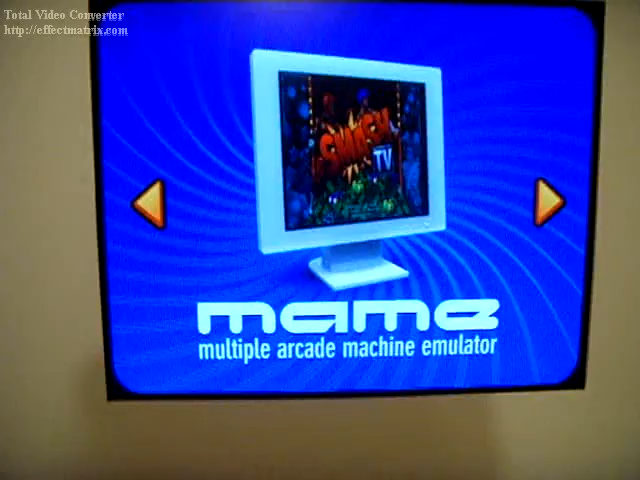 Total Video Converter
http://effectmatrix.com
SMASH
TV
mame
multiple arcade machine emulator